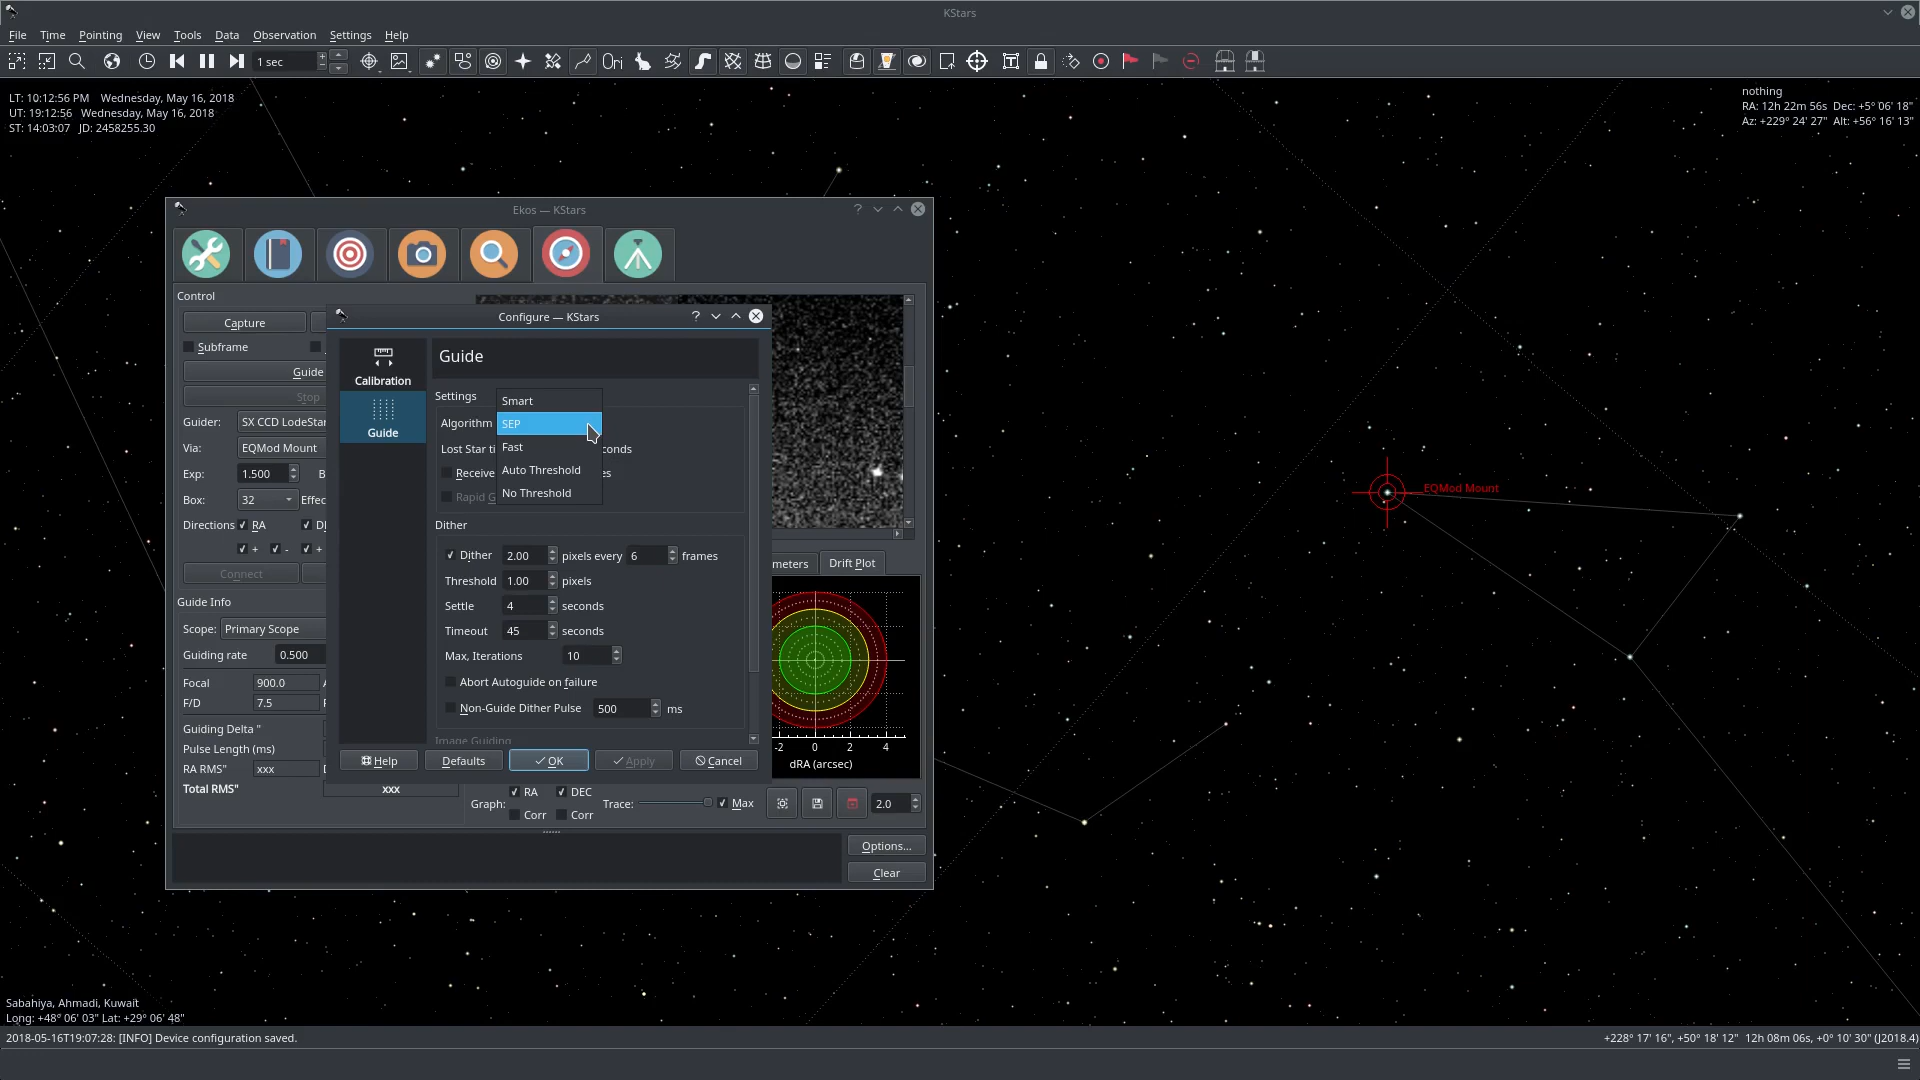 KStars
File Time Pointing View Tools Data Observation Settings Help
1 sec
LT: 10:12:56 PM Wednesday, May 16, 2018
UT: 19:12:56 Wednesday, May 16, 2018
ST: 14:03:07 JD: 2458255.30
nothing
RA: 12h 22m 56s Dec: +5° 06' 18"
Az: +229° 24' 27" Alt: +56° 16' 13"
Ekos — KStars
Control
Capture
Subframe
Guide
Stop
Guider: SX CCD LodeStar
Via: EQMod Mount
Exp: 1.500 B
Box: 32 Effec
Directions RA
+ - +
Connect
Guide Info
Scope: Primary Scope
Guiding rate 0.500
Focal 900.0
F/D 7.5
Guiding Delta "
Pulse Length (ms)
RA RMS" xxx
Total RMS" xxx
Configure — KStars
Calibration
Guide
Guide
Settings
Algorithm
Smart
SEP
Fast
Auto Threshold
No Threshold
Lost Star ti conds
Receive es
Rapid G
Dither
Dither 2.00 pixels every 6 frames
Threshold 1.00 pixels
Settle 4 seconds
Timeout 45 seconds
Max, Iterations 10
Abort Autoguide on failure
Non-Guide Dither Pulse 500 ms
Image Guiding
Help Defaults OK Apply Cancel
meters Drift Plot
-2 0 2 4
dRA (arcsec)
Graph: RA DEC Trace: Max 2.0
Corr Corr
Options...
Clear
EQMod Mount
Sabahiya, Ahmadi, Kuwait
Long: +48° 06' 03" Lat: +29° 06' 48"
2018-05-16T19:07:28: [INFO] Device configuration saved.
+228° 17' 16", +50° 18' 12" 12h 08m 06s, +0° 10' 30" (J2018.4)